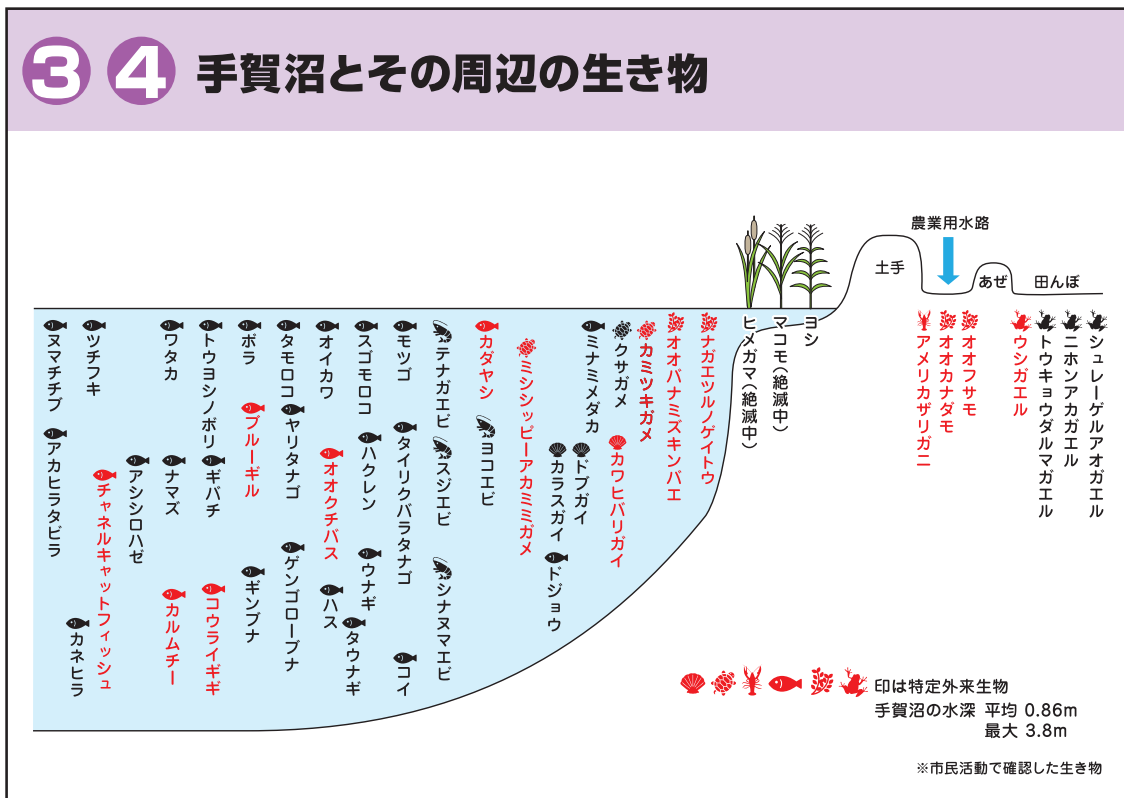 3 4 手賀沼とその周辺の生き物
農業用水路
土手
あぜ
田んぼ
ヌマチチブ
ツチフキ
ワタカ
トウヨシノボリ
ボラ
タモロコ
オイカワ
スゴモロコ
モツゴ
テナガエビ
カダヤシ
ミシシッピーアカミミガメ
ミナミメダカ
クサガメ
カミツキガメ
オオバナミズキンバエ
ナガエツルノゲイトウ
ヒメガマ(絶滅中)
マコモ(絶滅中)
ヨシ
アメリカザリガニ
オオカナダモ
オオフサモ
ウシガエル
トウキョウダルマガエル
ニホンアカガエル
シュレーゲルアオガエル
アカヒラタビラ
チャネルキャットフィッシュ
アシシロハゼ
ナマズ
ギバチ
ブルーギル
ヤリタナゴ
オオクチバス
ハクレン
タイリクバラタナゴ
スジエビ
ヨコエビ
カラスガイ
ドブガイ
カワヒバリガイ
カネヒラ
カルムチー
コウライギギ
ギンブナ
ゲンゴローブナ
ハス
ウナギ
タウナギ
コイ
シナヌマエビ
ドジョウ
印は特定外来生物
手賀沼の水深 平均 0.86m
最大 3.8m
※市民活動で確認した生き物